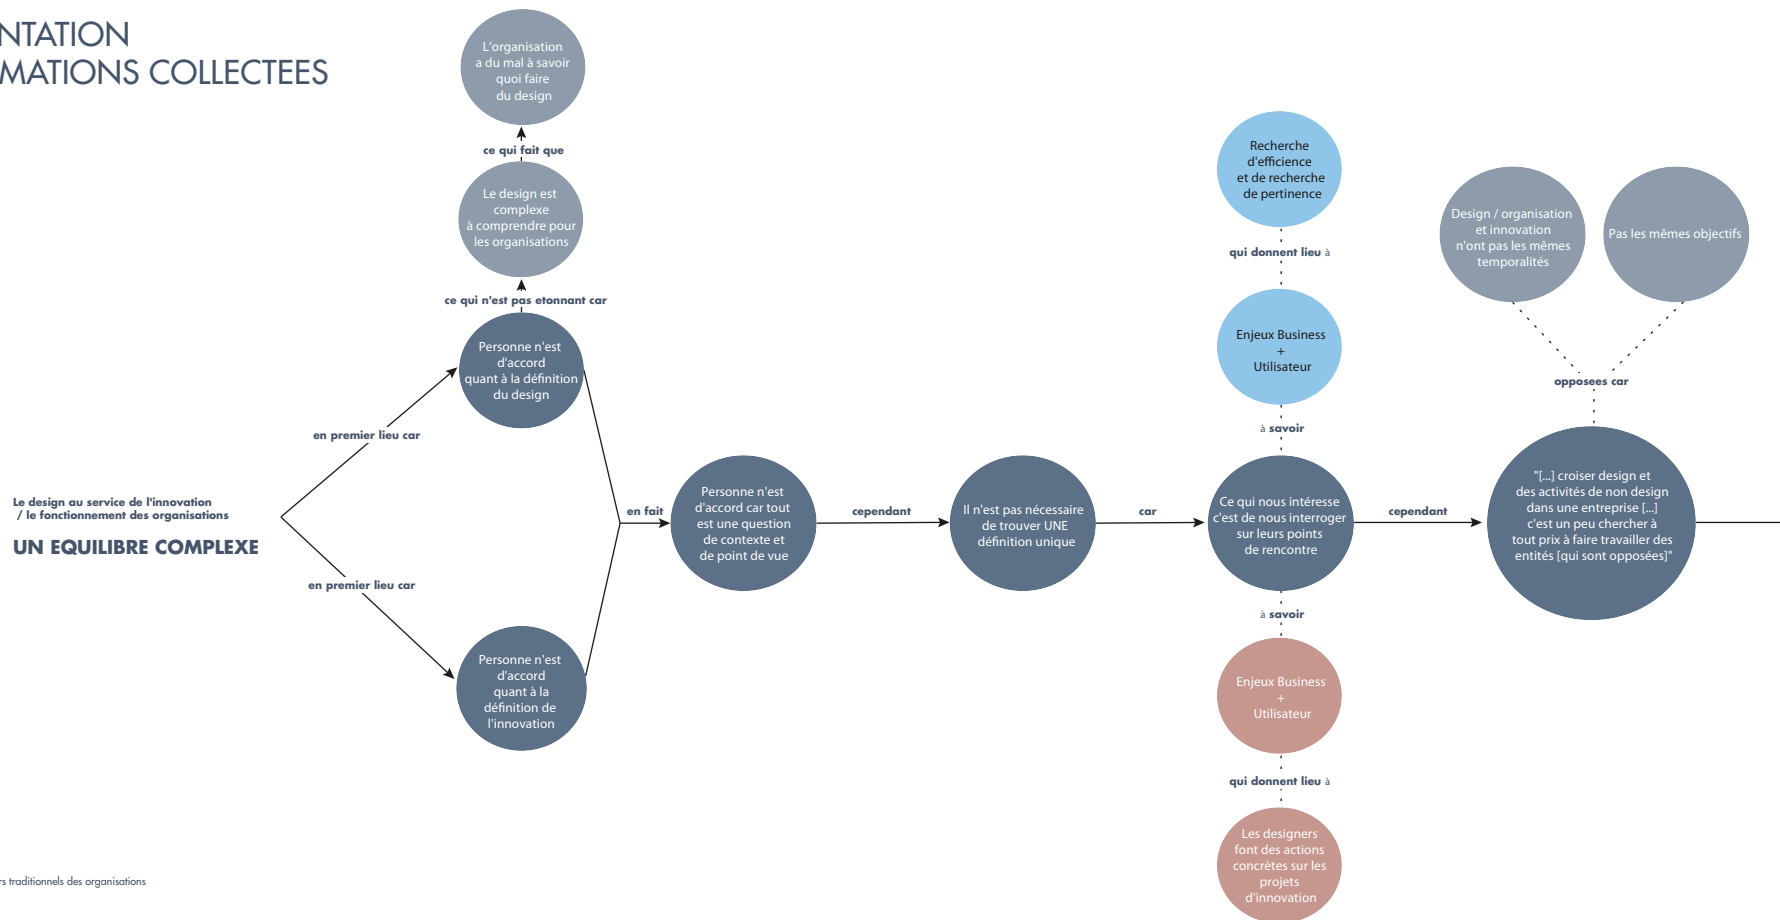 NTATION
MATIONS COLLECTEES
L'organisation
a du mal à savoir
quoi faire
du design
ce qui fait que
Le design est
complexe
à comprendre pour
les organisations
ce qui n'est pas etonnant car
Personne n'est
d'accord
quant à la définition
du design
en premier lieu car
Le design au service de l'innovation
/ le fonctionnement des organisations
UN EQUILIBRE COMPLEXE
en premier lieu car
Personne n'est
d'accord
quant à la
définition de
l'innovation
en fait
Personne n'est
d'accord car tout
est une question
de contexte et
de point de vue
cependant
Il n'est pas nécessaire
de trouver UNE
définition unique
car
Recherche
d'efficience
et de recherche
de pertinence
qui donnent lieu à
Enjeux Business
+
Utilisateur
à savoir
Ce qui nous intéresse
c'est de nous interroger
sur leurs points
de rencontre
à savoir
Enjeux Business
+
Utilisateur
qui donnent lieu à
Les designers
font des actions
concrètes sur les
projets
d'innovation
cependant
Design / organisation
et innovation
n'ont pas les mêmes
temporalités
Pas les mêmes objectifs
opposees car
"[...] croiser design et
des activités de non design
dans une entreprise [...]
c'est un peu chercher à
tout prix à faire travailler des
entités [qui sont opposées]"
rs traditionnels des organisations